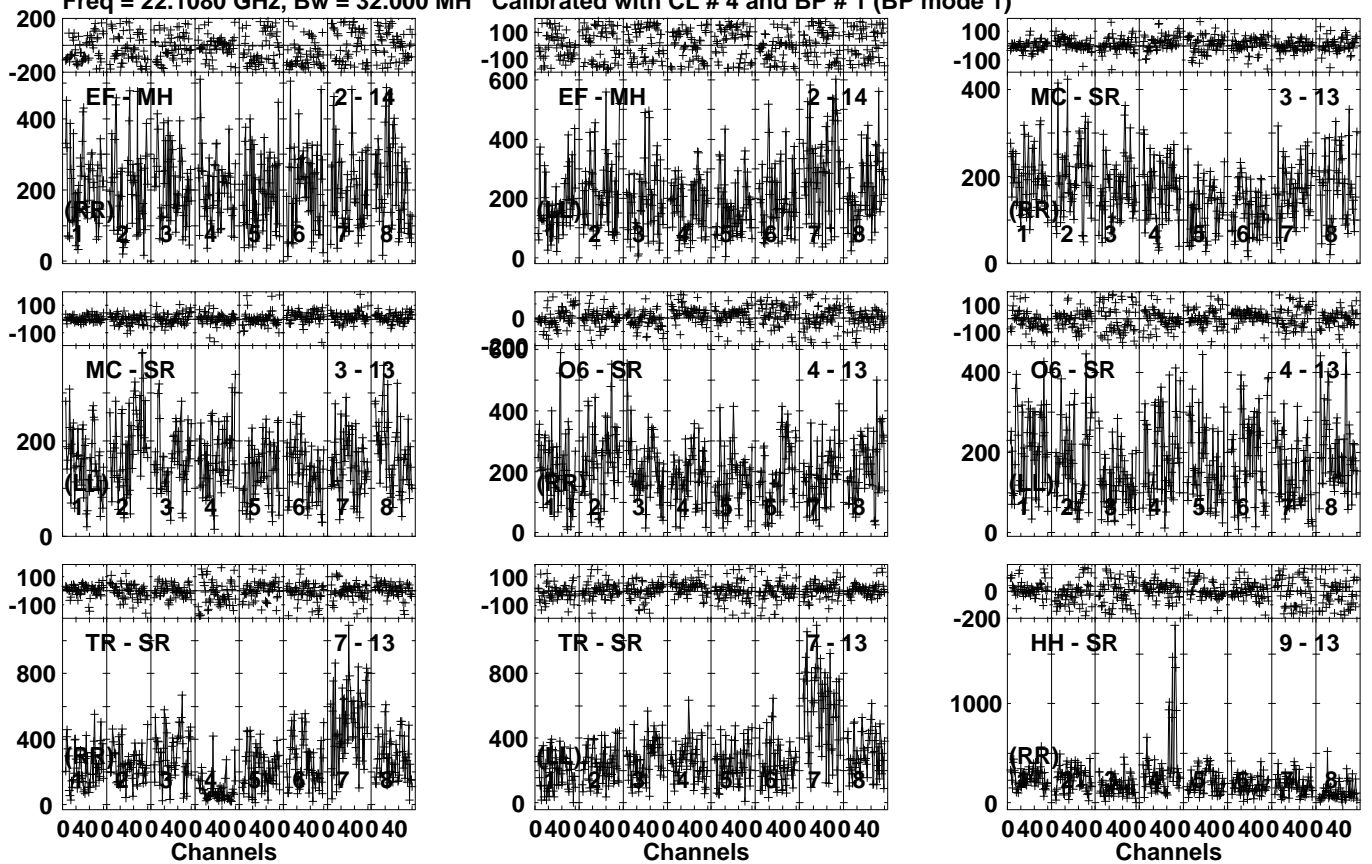 Freq = 22.1080 GHz, Bw = 32.000 MH Calibrated with CL # 4 and BP # 1 (BP mode 1)
200
-200
EF - MH 2 - 14
400
200
0
(RR)
1 2 3 4 5 6 7 8
100
-100
600
EF - MH 2 - 14
400
200
0
(LL)
1 2 3 4 5 6 7 8
100
-100
400
MC - SR 3 - 13
200
0
(RR)
1 2 3 4 5 6 7 8
100
-100
MC - SR 3 - 13
200
0
(LL)
1 2 3 4 5 6 7 8
0
-200
600
O6 - SR 4 - 13
400
200
0
(RR)
1 2 3 4 5 6 7 8
100
-100
400
O6 - SR 4 - 13
200
0
(LL)
1 2 3 4 5 6 7 8
100
-100
TR - SR 7 - 13
800
400
0
(RR)
1 2 3 4 5 6 7 8
0 40 0 40 0 40 0 40 0 40 0 40 0 40 0 40
Channels
100
-100
TR - SR 7 - 13
800
400
0
(LL)
1 2 3 4 5 6 7 8
0 40 0 40 0 40 0 40 0 40 0 40 0 40 0 40
Channels
0
-200
HH - SR 9 - 13
1000
0
(RR)
1 2 3 4 5 6 7 8
0 40 0 40 0 40 0 40 0 40 0 40 0 40 0 40
Channels